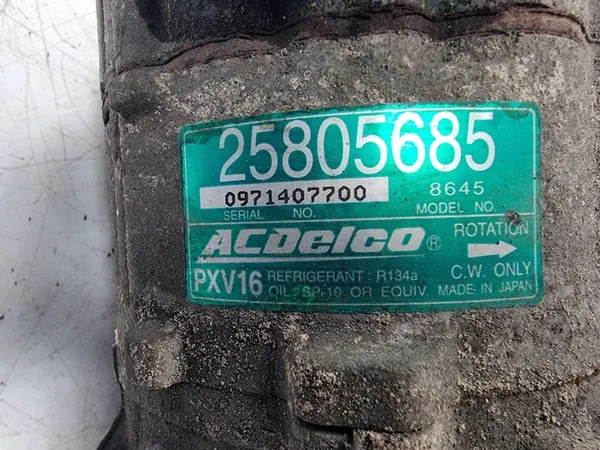 25805685
0971407700 8645
SERIAL NO. MODEL NO.
ACDelco® ROTATION
PXV16 REFRIGERANT : R134a C.W. ONLY
OIL : SP-10 OR EQUIV MADE IN JAPAN